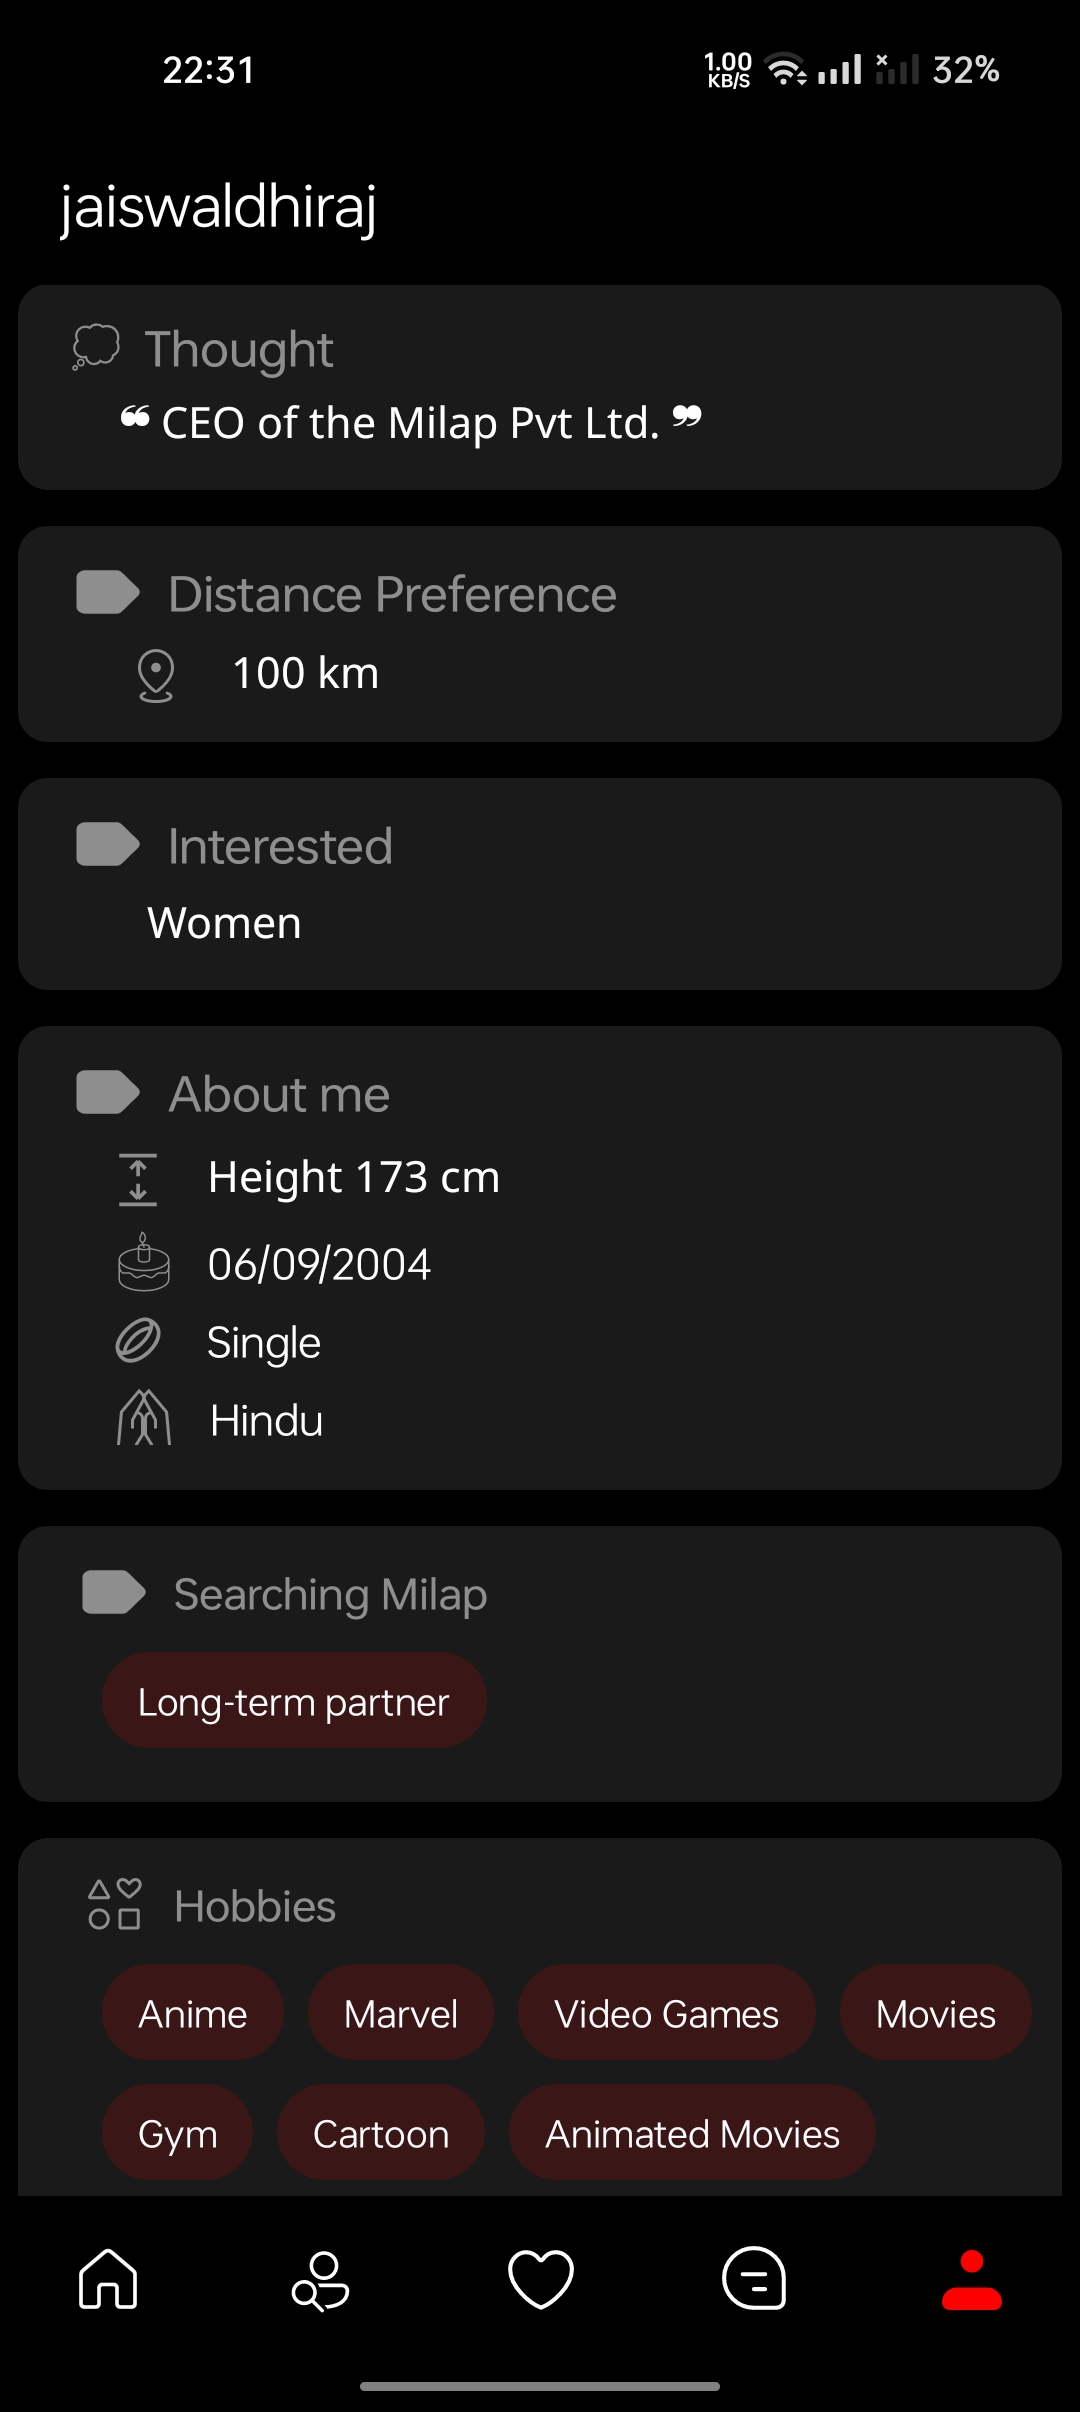 22:31 1.00 KB/S 32%
jaiswaldhiraj
Thought
❝ CEO of the Milap Pvt Ltd. ❞
Distance Preference
100 km
Interested
Women
About me
Height 173 cm
06/09/2004
Single
Hindu
Searching Milap
Long-term partner
Hobbies
Anime Marvel Video Games Movies
Gym Cartoon Animated Movies